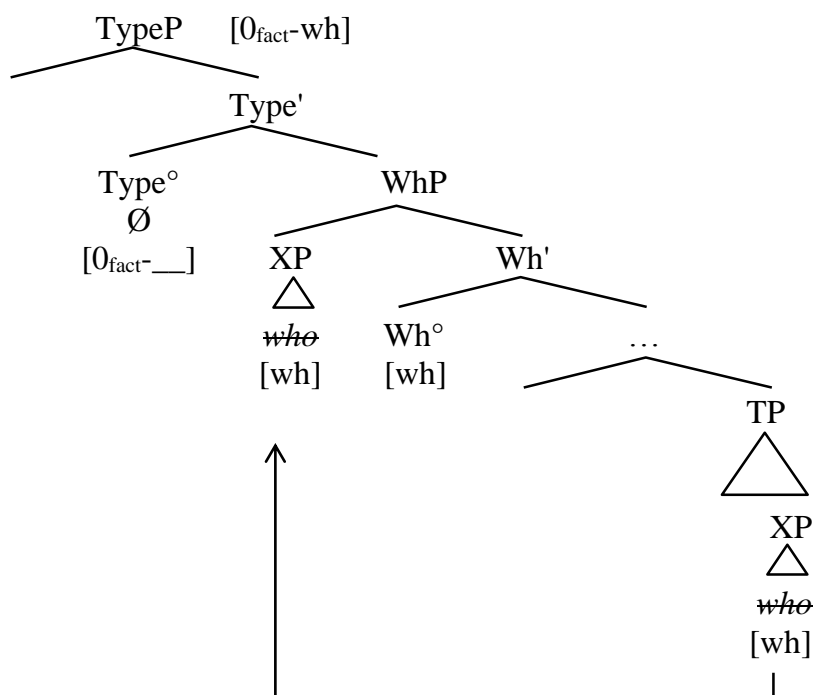 TypeP [0fact-wh]
Type'
Type° WhP
Ø
[0fact-__] XP Wh'
who Wh° …
[wh] [wh]
TP
XP
who
[wh]